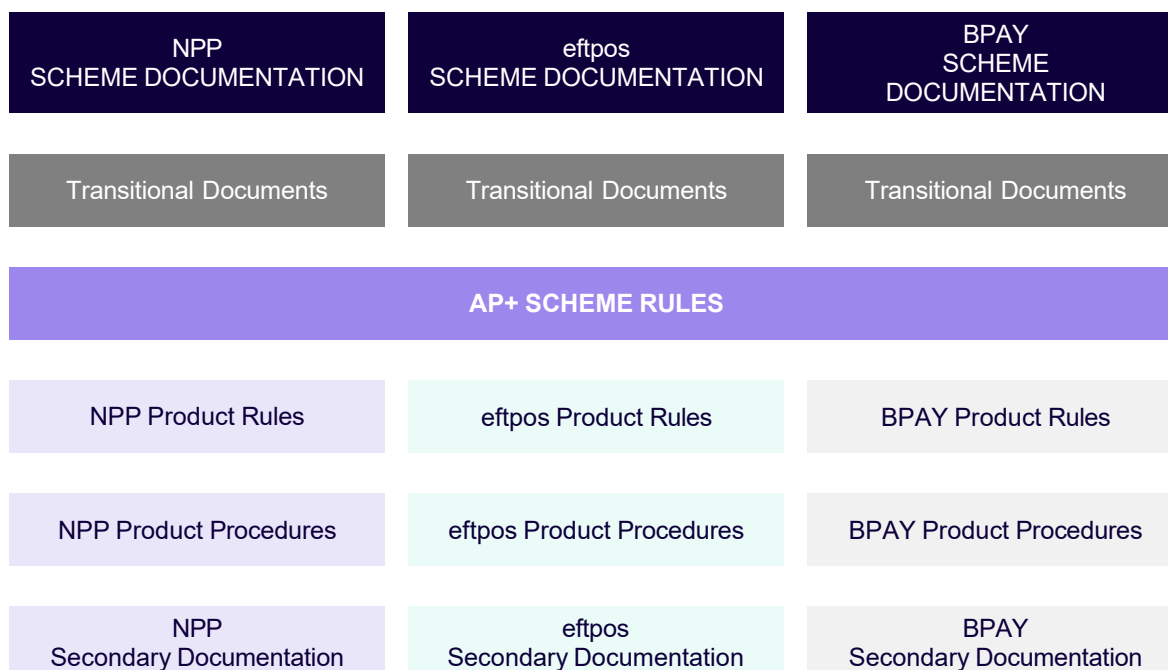 NPP
SCHEME DOCUMENTATION
eftpos
SCHEME DOCUMENTATION
BPAY
SCHEME
DOCUMENTATION
Transitional Documents
Transitional Documents
Transitional Documents
AP+ SCHEME RULES
NPP Product Rules
eftpos Product Rules
BPAY Product Rules
NPP Product Procedures
eftpos Product Procedures
BPAY Product Procedures
NPP
Secondary Documentation
eftpos
Secondary Documentation
BPAY
Secondary Documentation